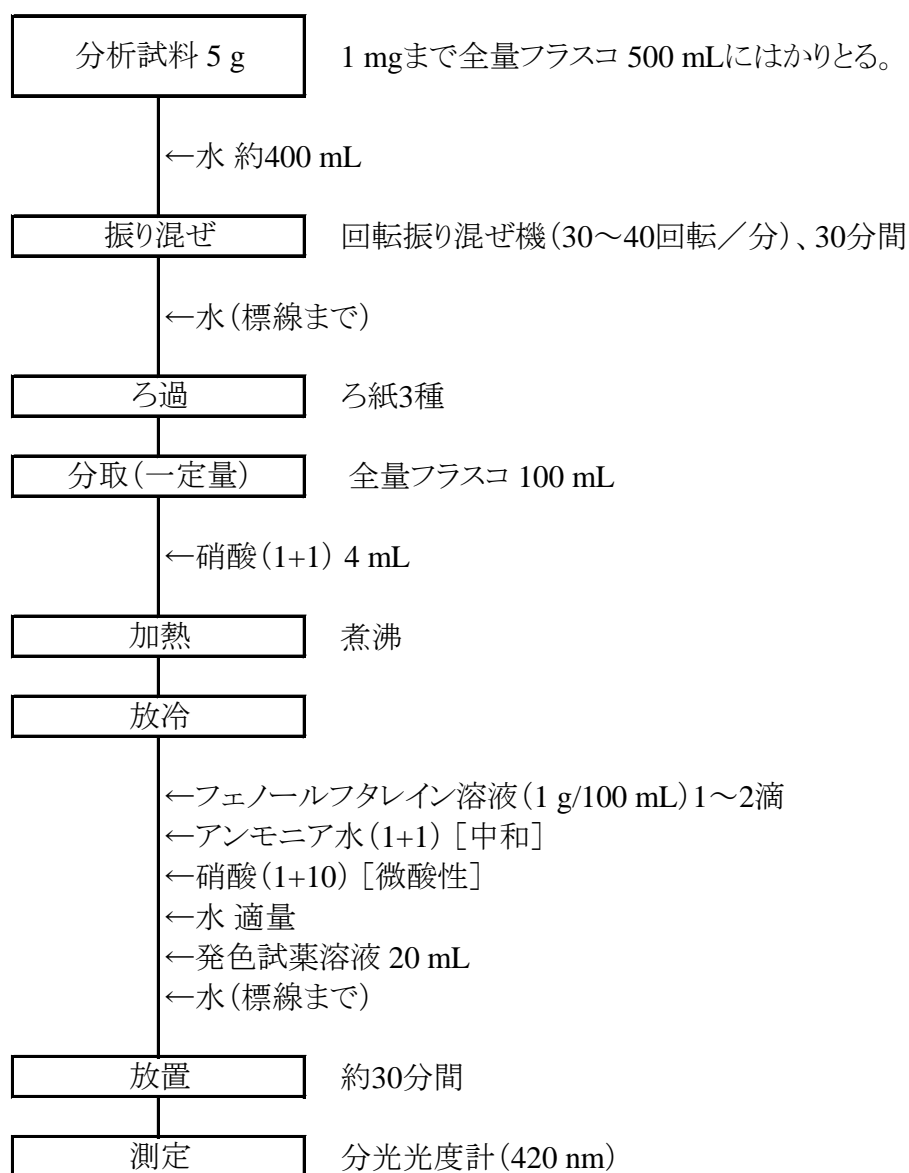 分析試料 5 g 1 mgまで全量フラスコ 500 mLにはかりとる。
←水 約400 mL
振り混ぜ 回転振り混ぜ機(30～40回転／分)、30分間
←水(標線まで)
ろ過 ろ紙3種
分取(一定量) 全量フラスコ 100 mL
←硝酸(1+1) 4 mL
加熱 煮沸
放冷
←フェノールフタレイン溶液(1 g/100 mL)1～2滴
←アンモニア水(1+1)［中和］
←硝酸(1+10)［微酸性］
←水 適量
←発色試薬溶液 20 mL
←水(標線まで)
放置 約30分間
測定 分光光度計(420 nm)